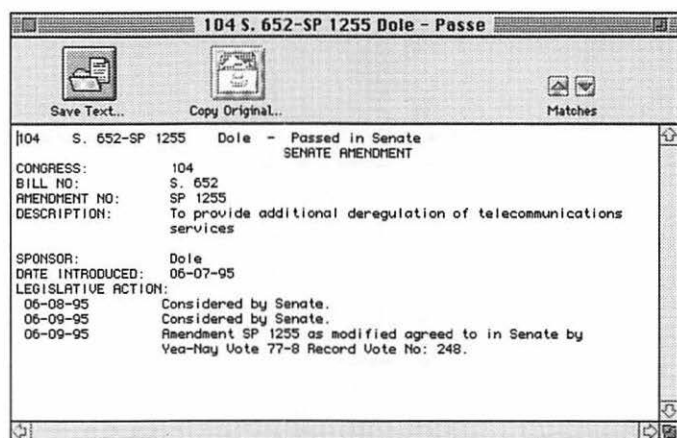 104 S. 652-SP 1255 Dole - Passe
Save Text... Copy Original... Matches
104 S. 652-SP 1255 Dole - Passed in Senate
SENATE AMENDMENT
CONGRESS: 104
BILL NO: S. 652
AMENDMENT NO: SP 1255
DESCRIPTION: To provide additional deregulation of telecommunications
services
SPONSOR: Dole
DATE INTRODUCED: 06-07-95
LEGISLATIVE ACTION:
06-08-95 Considered by Senate.
06-09-95 Considered by Senate.
06-09-95 Amendment SP 1255 as modified agreed to in Senate by
Yea-Nay Vote 77-8 Record Vote No: 248.